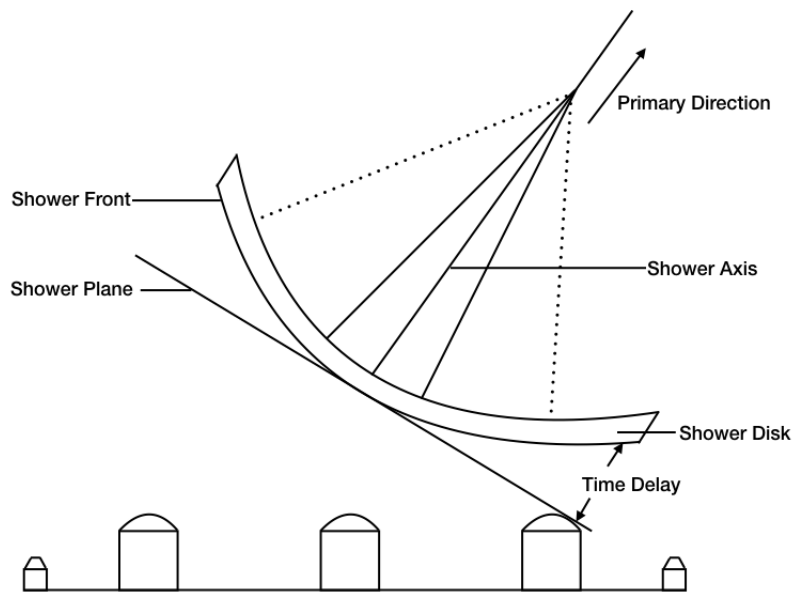 Primary Direction
Shower Front
Shower Axis
Shower Plane
Shower Disk
Time Delay